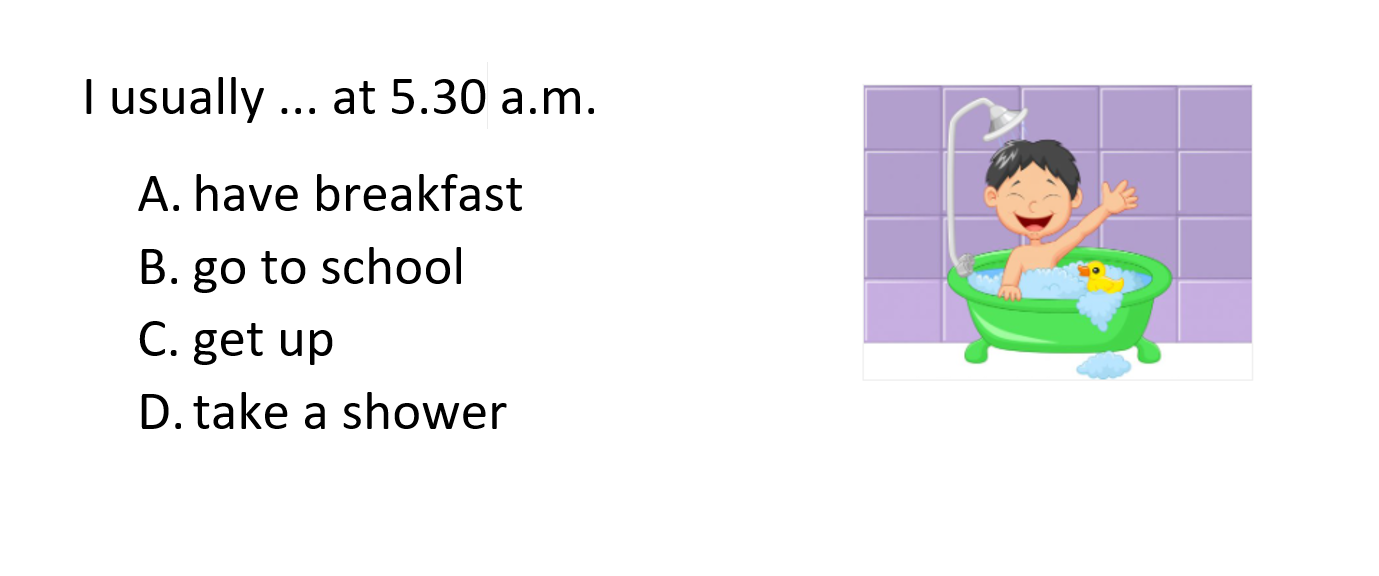 I usually ... at 5.30 a.m.
A. have breakfast
B. go to school
C. get up
D. take a shower